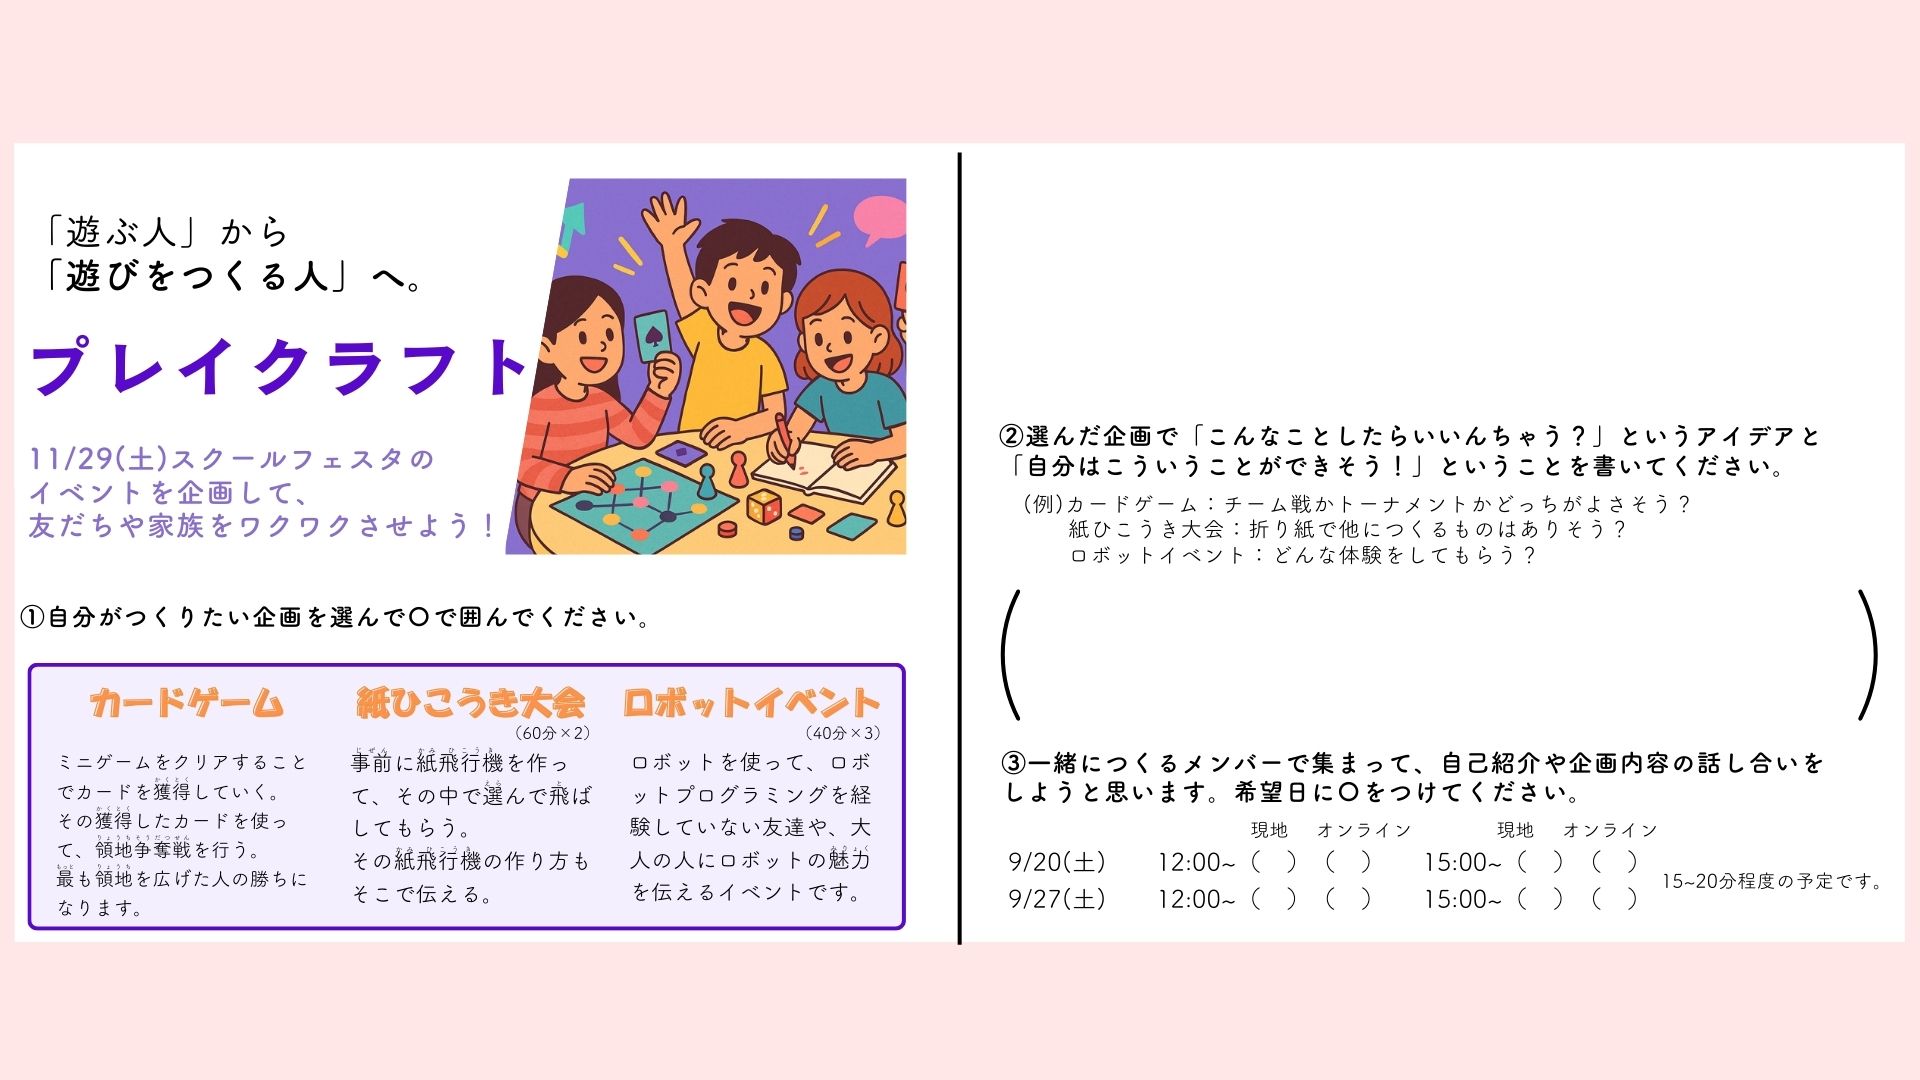 「遊ぶ人」から
「遊びをつくる人」へ。
プレイクラフト
11/29(土)スクールフェスタの
イベントを企画して、
友だちや家族をワクワクさせよう！
①自分がつくりたい企画を選んで〇で囲んでください。
カードゲーム
ミニゲームをクリアすること
でカードを獲得していく。
その獲得したカードを使っ
て、領地争奪戦を行う。
最も領地を広げた人の勝ちに
なります。
紙ひこうき大会
（60分×2）
事前に紙飛行機を作っ
て、その中で選んで飛ば
してもらう。
その紙飛行機の作り方も
そこで伝える。
ロボットイベント
（40分×3）
ロボットを使って、ロボ
ットプログラミングを経
験していない友達や、大
人の人にロボットの魅力
を伝えるイベントです。
②選んだ企画で「こんなことしたらいいんちゃう？」というアイデアと
「自分はこういうことができそう！」ということを書いてください。
(例)カードゲーム：チーム戦かトーナメントかどっちがよさそう？
紙ひこうき大会：折り紙で他につくるものはありそう？
ロボットイベント：どんな体験をしてもらう？
③一緒につくるメンバーで集まって、自己紹介や企画内容の話し合いを
しようと思います。希望日に〇をつけてください。
現地 オンライン 現地 オンライン
9/20(土) 12:00~（ ）（ ） 15:00~（ ）（ ）
9/27(土) 12:00~（ ）（ ） 15:00~（ ）（ ）
15~20分程度の予定です。